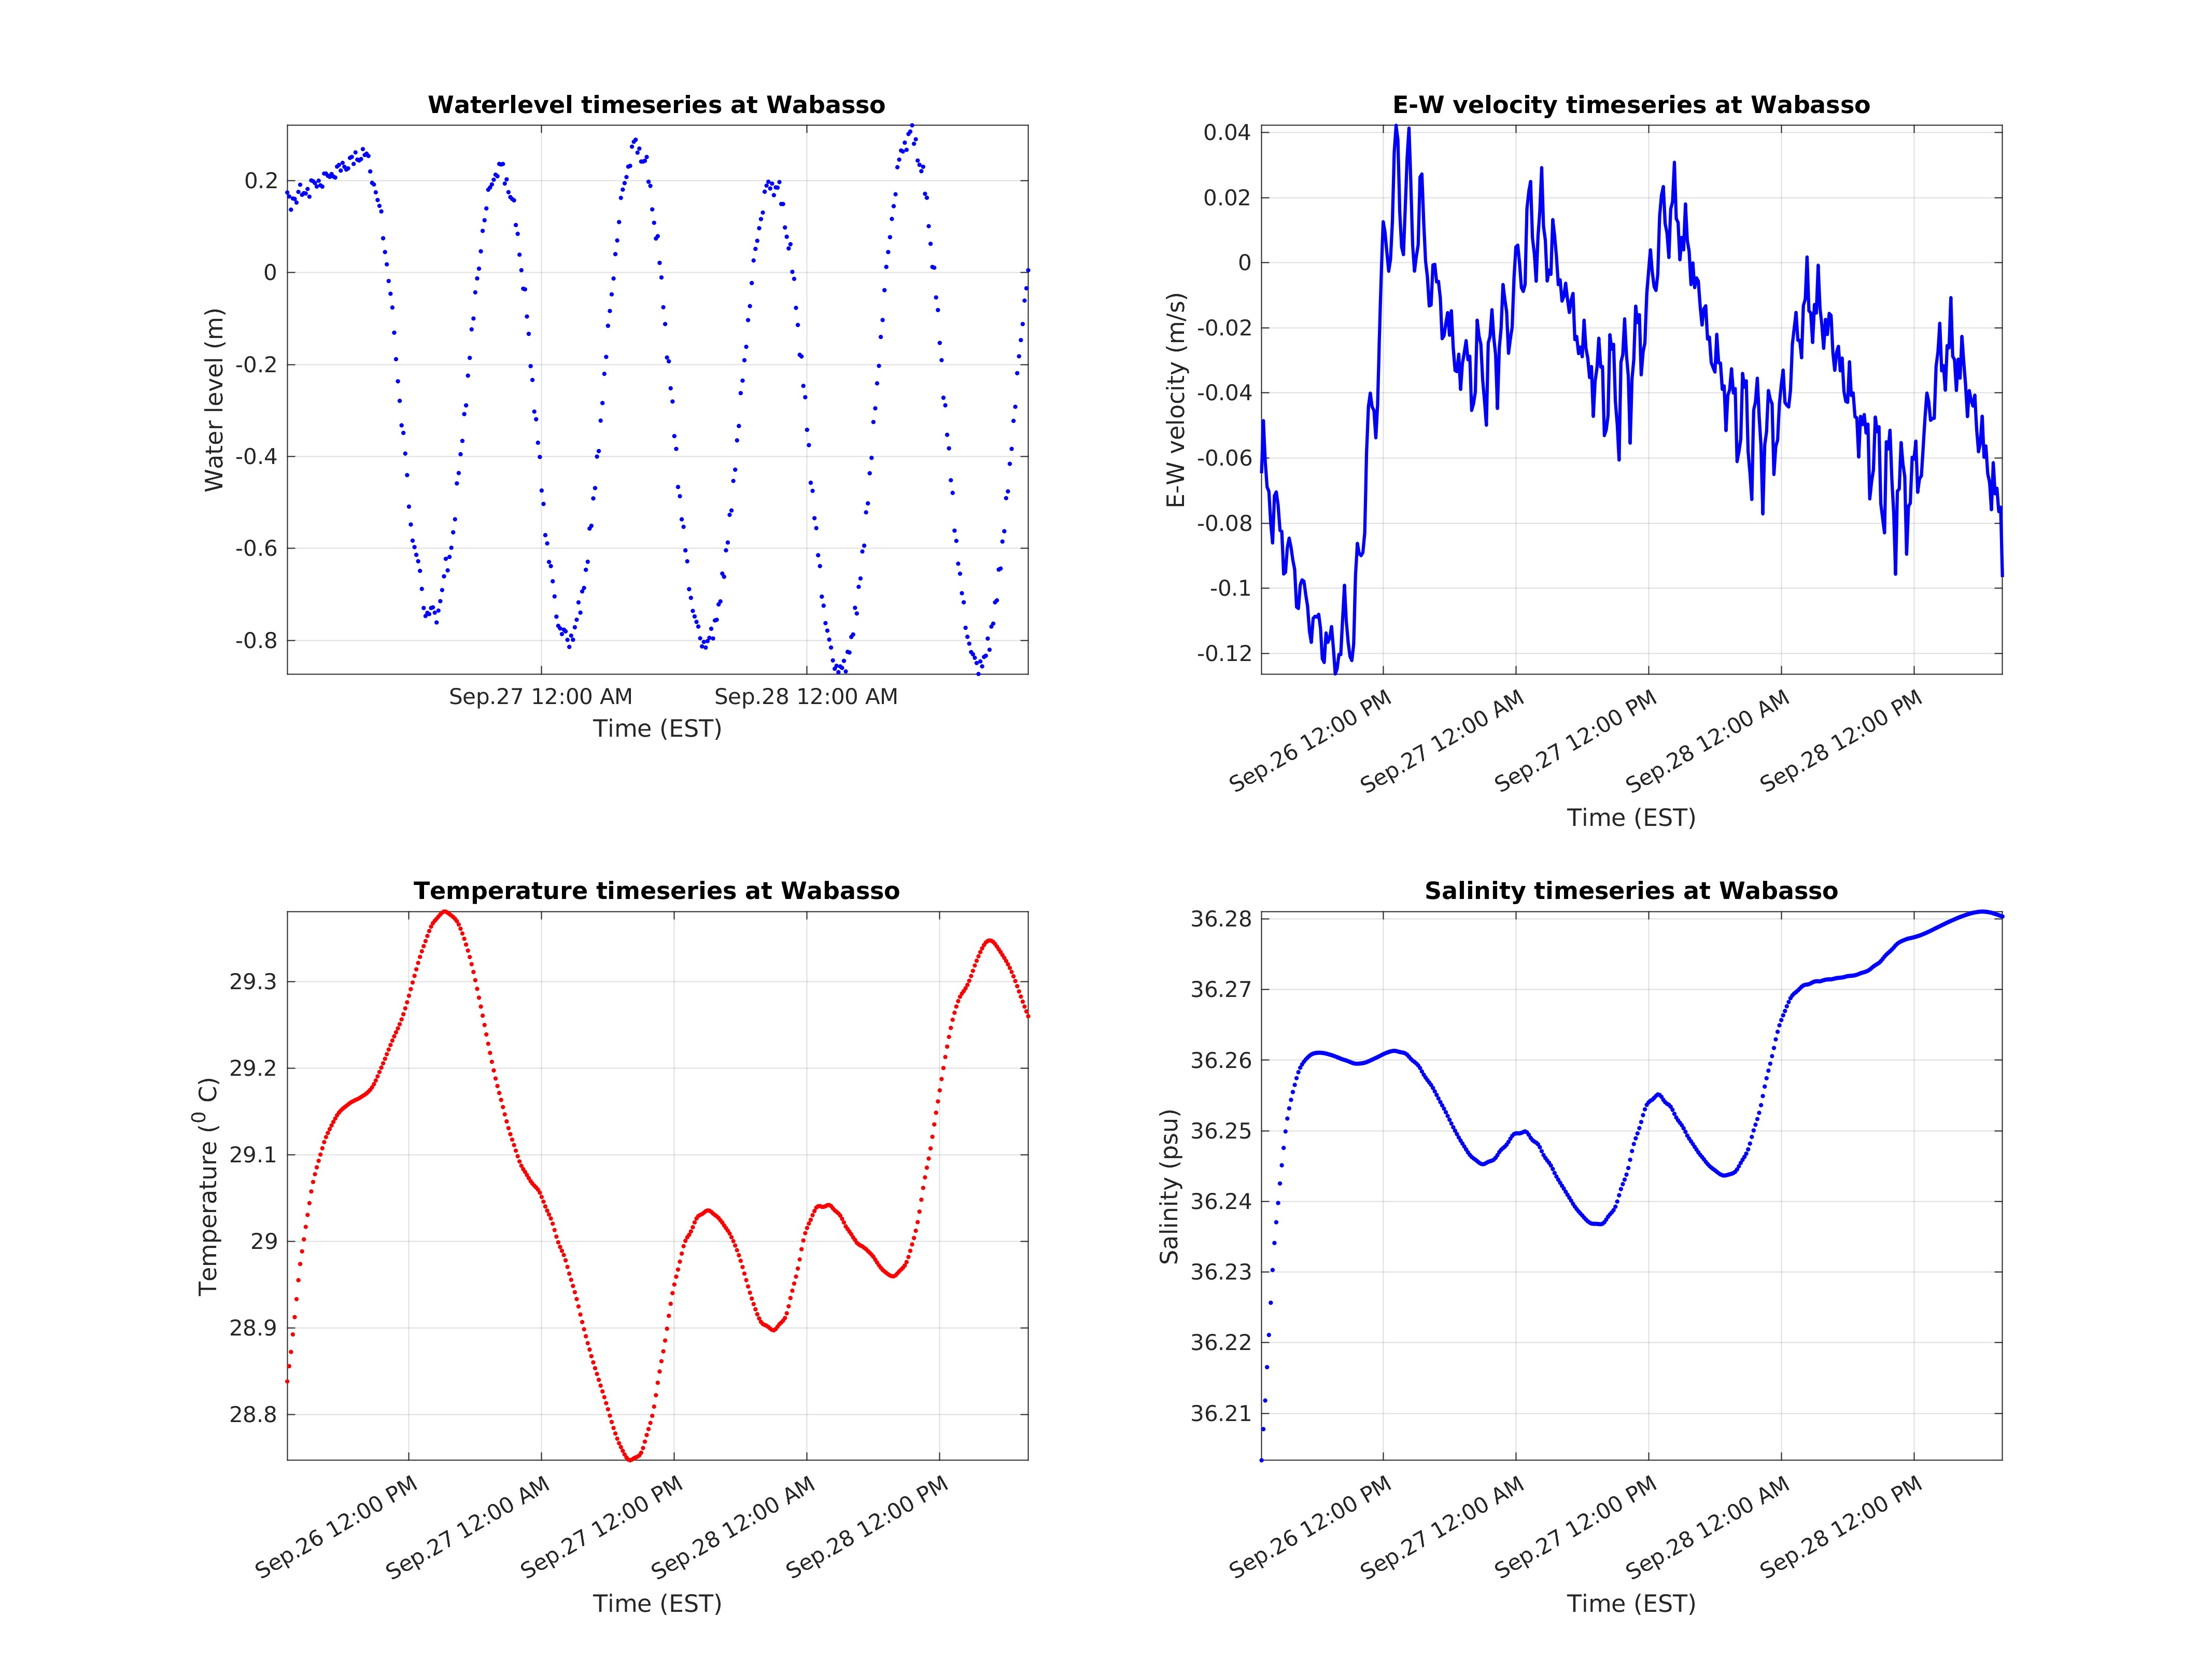 Waterlevel timeseries at Wabasso
0.2
0
-0.2
-0.4
-0.6
-0.8
Water level (m)
Sep.27 12:00 AM
Sep.28 12:00 AM
Time (EST)
E-W velocity timeseries at Wabasso
0.04
0.02
0
-0.02
-0.04
-0.06
-0.08
-0.1
-0.12
E-W velocity (m/s)
Sep.26 12:00 PM
Sep.27 12:00 AM
Sep.27 12:00 PM
Sep.28 12:00 AM
Sep.28 12:00 PM
Time (EST)
Temperature timeseries at Wabasso
29.3
29.2
29.1
29
28.9
28.8
Temperature (⁰ C)
Sep.26 12:00 PM
Sep.27 12:00 AM
Sep.27 12:00 PM
Sep.28 12:00 AM
Sep.28 12:00 PM
Time (EST)
Salinity timeseries at Wabasso
36.28
36.27
36.26
36.25
36.24
36.23
36.22
36.21
Salinity (psu)
Sep.26 12:00 PM
Sep.27 12:00 AM
Sep.27 12:00 PM
Sep.28 12:00 AM
Sep.28 12:00 PM
Time (EST)